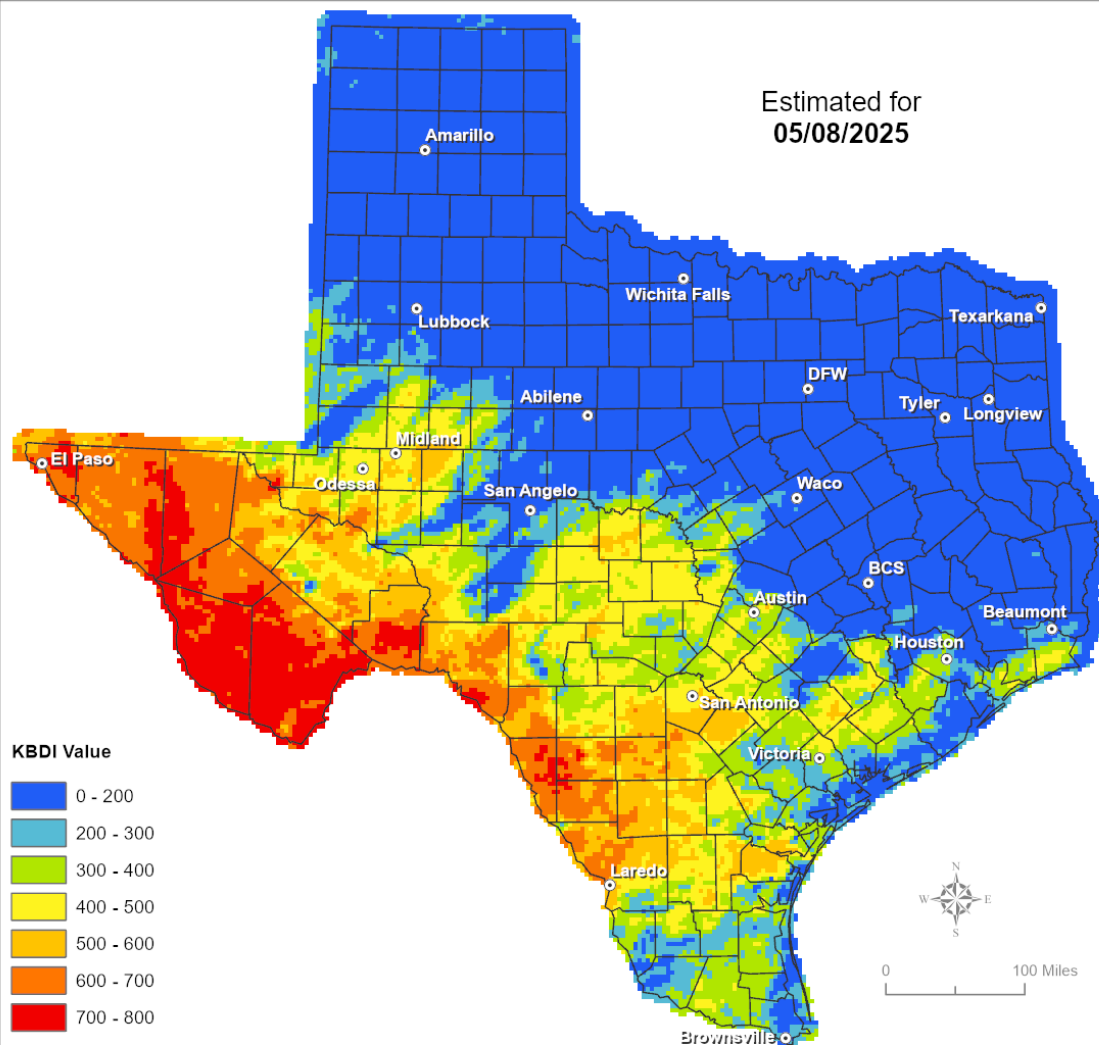 Estimated for
05/08/2025
Amarillo
Wichita Falls
Lubbock
Texarkana
DFW
Abilene
Tyler
Longview
Midland
El Paso
Odessa
San Angelo
Waco
BCS
Austin
Beaumont
Houston
San Antonio
Victoria
Laredo
Brownsville
KBDI Value
0 - 200
200 - 300
300 - 400
400 - 500
500 - 600
600 - 700
700 - 800
N
W E
S
0 100 Miles